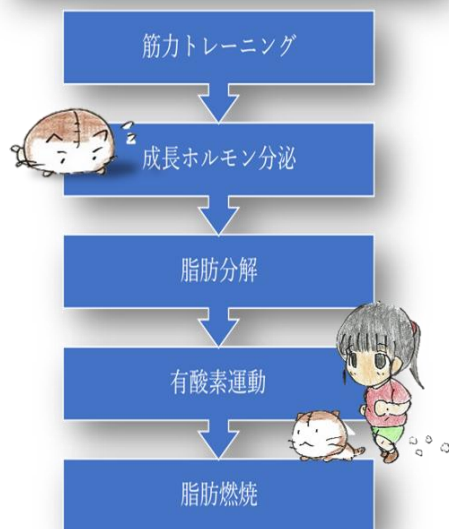 筋力トレーニング
成長ホルモン分泌
脂肪分解
有酸素運動
脂肪燃焼